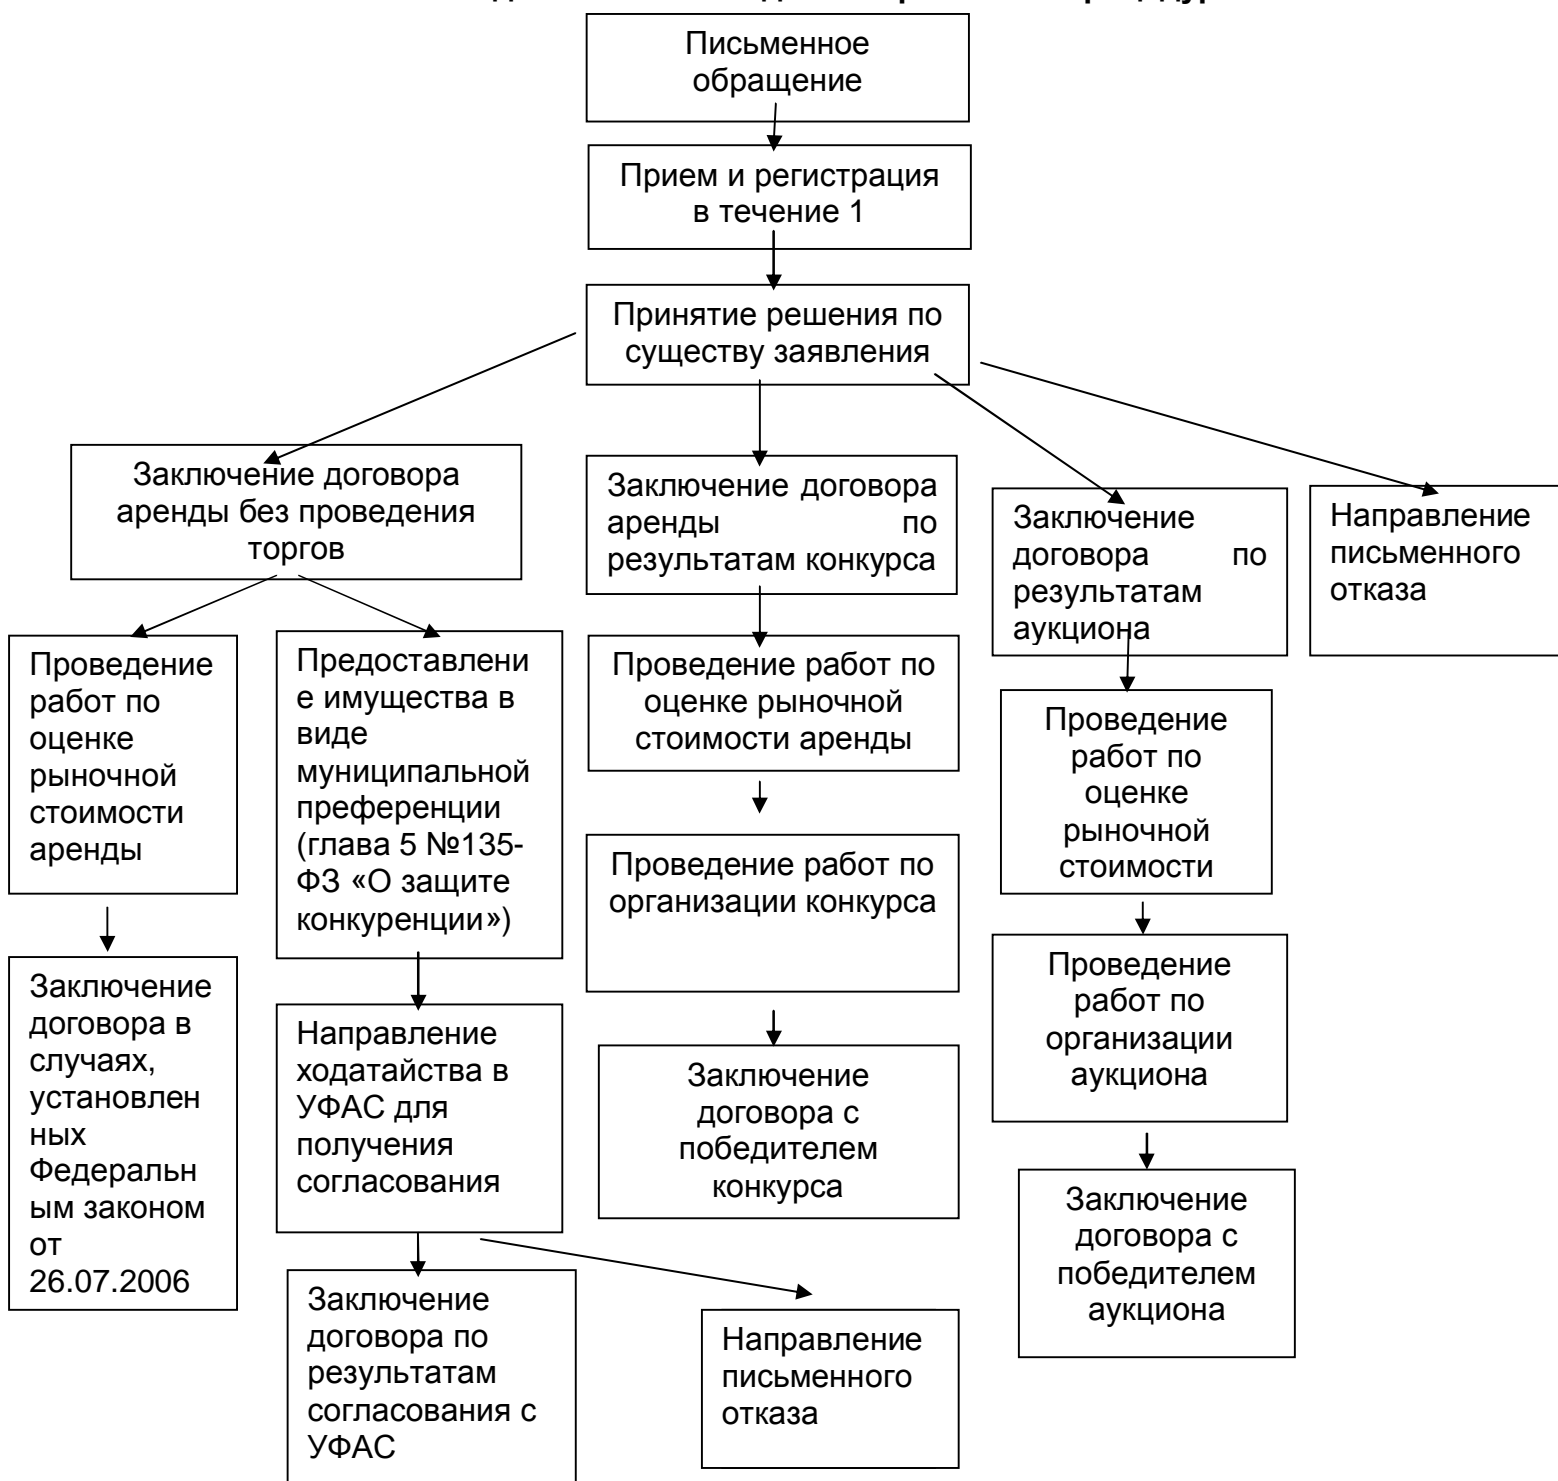 Письменное
обращение
Прием и регистрация
в течение 1
Принятие решения по
существу заявления
Заключение договора
аренды без проведения
торгов
Заключение договора
аренды по
результатам конкурса
Заключение
договора по
результатам
аукциона
Направление
письменного
отказа
Проведение
работ по
оценке
рыночной
стоимости
аренды
Предоставлени
е имущества в
виде
муниципальной
преференции
(глава 5 №135-
ФЗ «О защите
конкуренции»)
Проведение работ по
оценке рыночной
стоимости аренды
Проведение
работ по
оценке
рыночной
стоимости
Проведение работ по
организации конкурса
Проведение
работ по
организации
аукциона
Заключение
договора в
случаях,
установлен
ных
Федеральн
ым законом
от
26.07.2006
Направление
ходатайства в
УФАС для
получения
согласования
Заключение
договора с
победителем
конкурса
Заключение
договора с
победителем
аукциона
Заключение
договора по
результатам
согласования с
УФАС
Направление
письменного
отказа